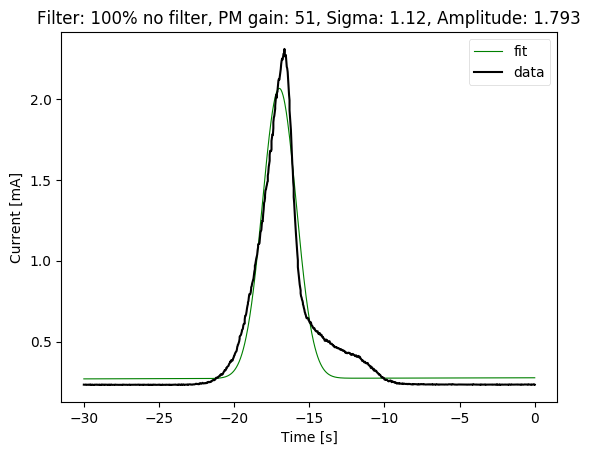 Filter: 100% no filter, PM gain: 51, Sigma: 1.12, Amplitude: 1.793
fit
data
2.0
1.5
1.0
0.5
Current [mA]
−30
−25
−20
−15
−10
−5
0
Time [s]